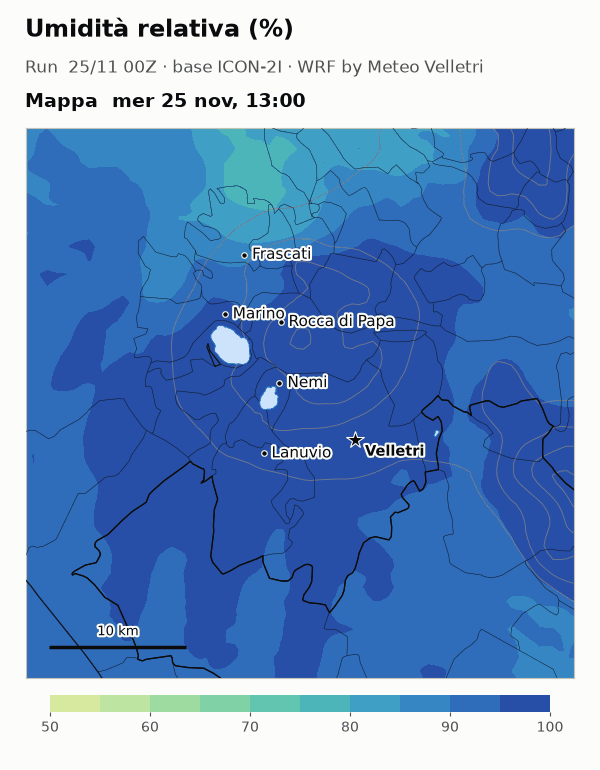 Umidità relativa (%)
Run  25/11 00Z · base ICON-2I · WRF by Meteo Velletri
Mappa  mer 25 nov, 13:00
Frascati
Marino
Rocca di Papa
Nemi
Velletri
Lanuvio
10 km
50 60 70 80 90 100